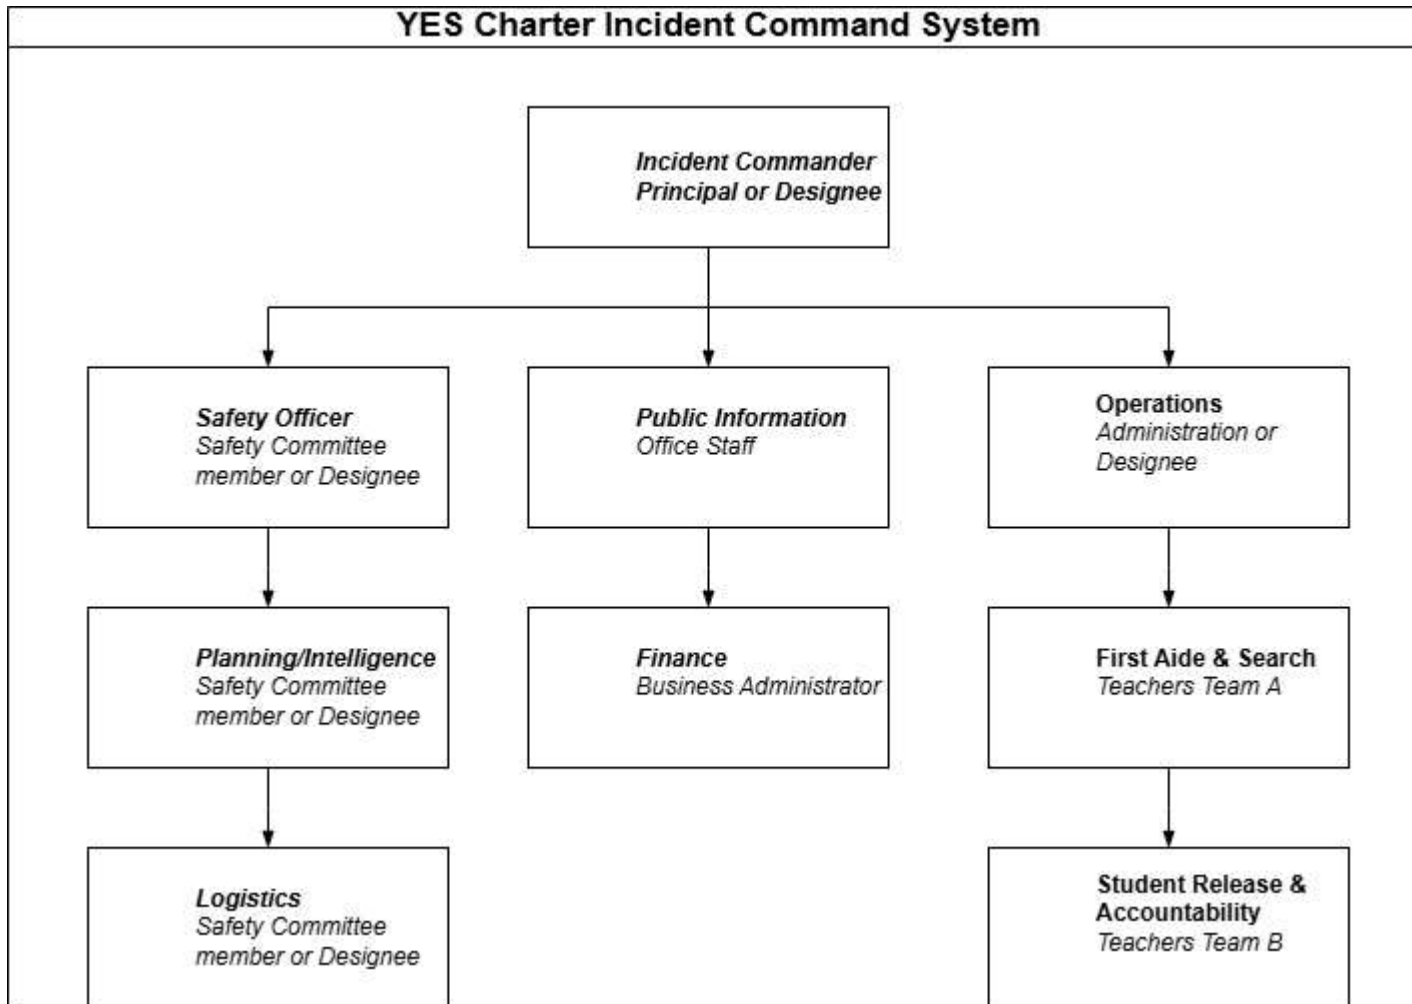 YES Charter Incident Command System
Incident Commander
Principal or Designee
Safety Officer
Safety Committee
member or Designee
Public Information
Office Staff
Operations
Administration or
Designee
Planning/Intelligence
Safety Committee
member or Designee
Finance
Business Administrator
First Aide & Search
Teachers Team A
Logistics
Safety Committee
member or Designee
Student Release &
Accountability
Teachers Team B